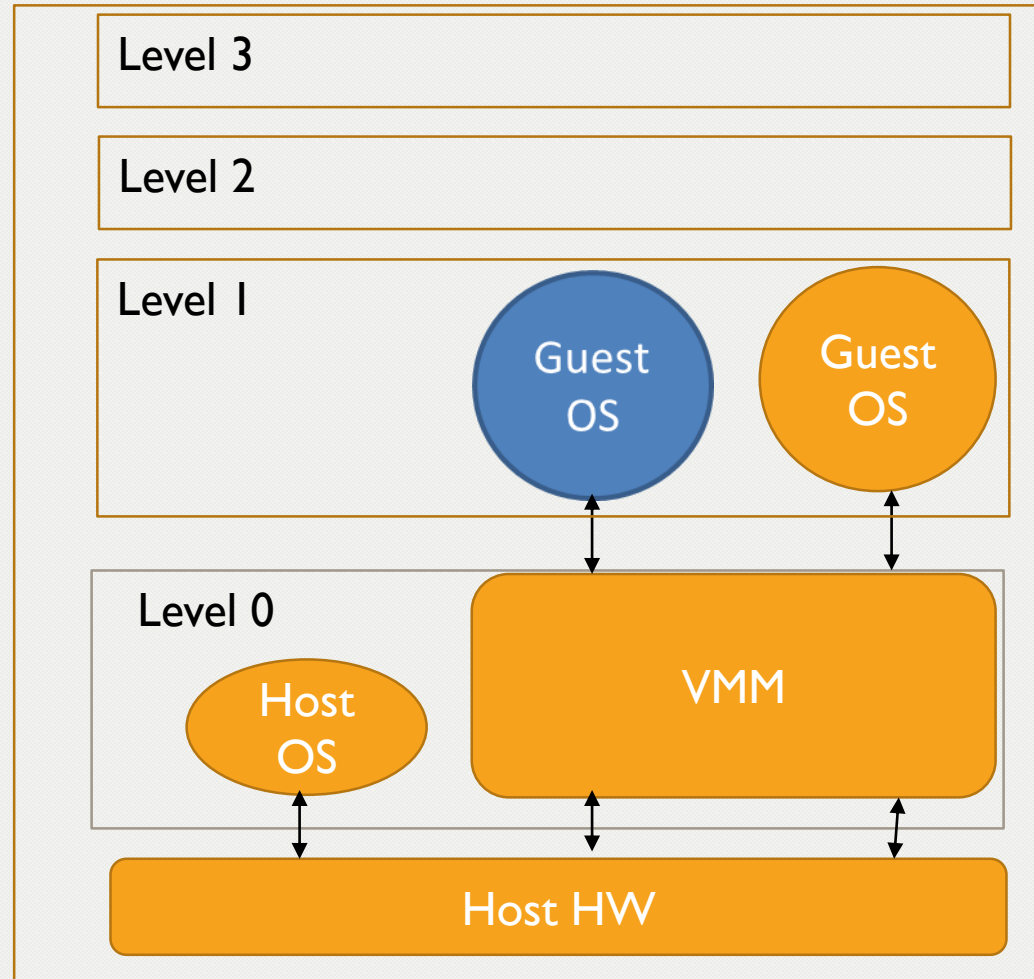 Level 3
Level 2
Level 1
Guest
OS
Guest
OS
Level 0
Host
OS
VMM
Host HW